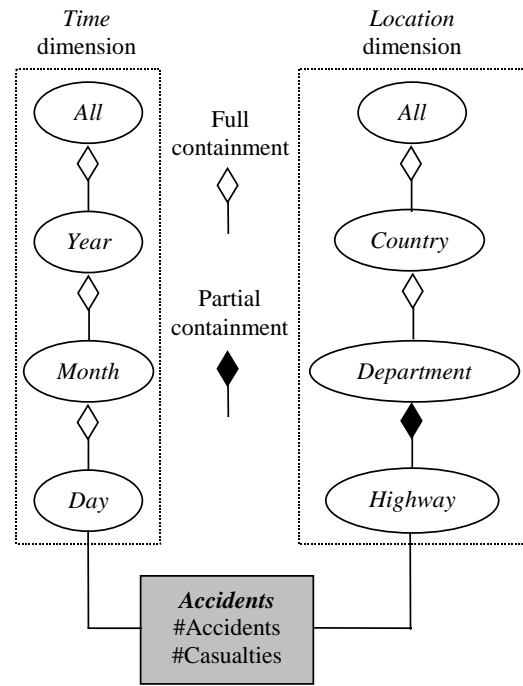 Time
dimension
All
Year
Month
Day
Full
containment
Partial
containment
Location
dimension
All
Country
Department
Highway
Accidents
#Accidents
#Casualties